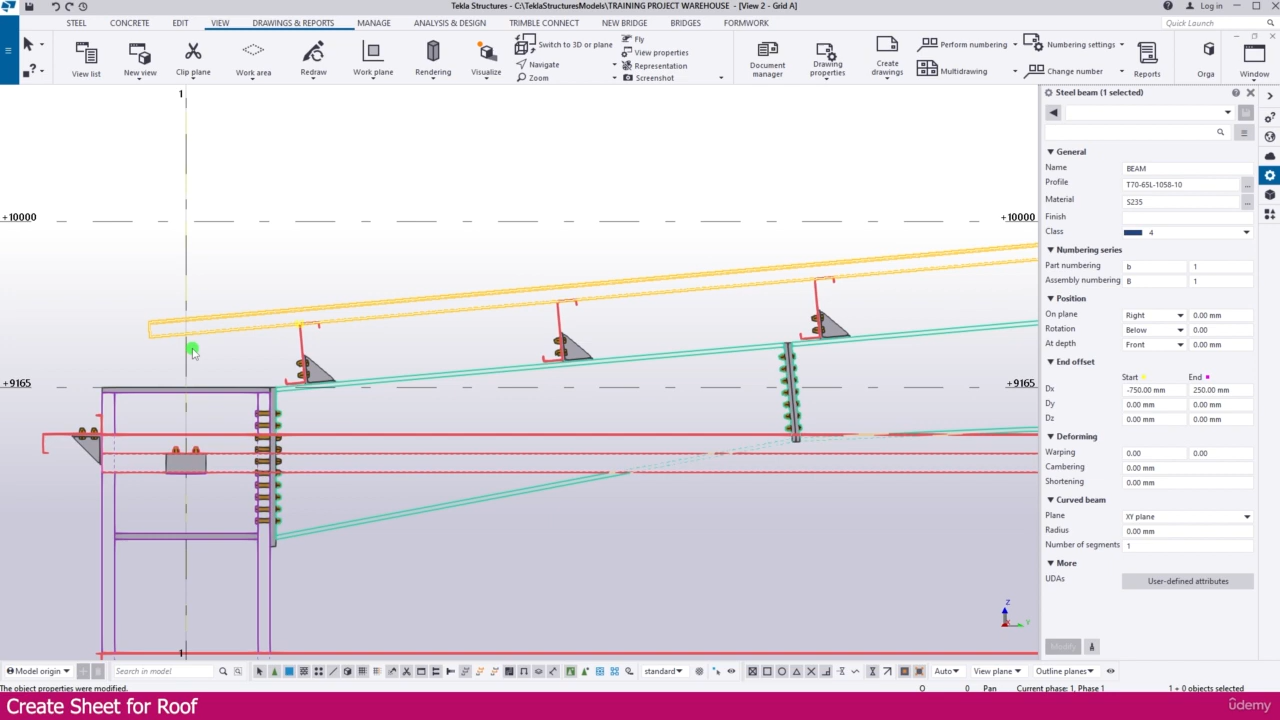 Tekla Structures - C:\TeklaStructuresModels\TRAINING PROJECT WAREHOUSE - [View 2 - Grid A]
Log in
STEEL CONCRETE EDIT VIEW DRAWINGS & REPORTS MANAGE ANALYSIS & DESIGN TRIMBLE CONNECT NEW BRIDGE BRIDGES FORMWORK
Quick Launch
View list
New view
Clip plane
Work area
Redraw
Work plane
Rendering
Visualize
Switch to 3D or plane
Navigate
Zoom
Fly
View properties
Representation
Screenshot
Document
manager
Drawing
properties
Create
drawings
Perform numbering
Multidrawing
Numbering settings
Change number
Reports
Orga
Window
1
+10000
+10000
+9165
+9165
1
Z
Y
Steel beam (1 selected)
General
Name BEAM
Profile T70-65L-1058-10
Material S235
Finish
Class 4
Numbering series
Part numbering b 1
Assembly numbering B 1
Position
On plane Right 0.00 mm
Rotation Below 0.00
At depth Front 0.00 mm
End offset
Start End
Dx -750.00 mm 250.00 mm
Dy 0.00 mm 0.00 mm
Dz 0.00 mm 0.00 mm
Deforming
Warping 0.00 0.00
Cambering 0.00 mm
Shortening 0.00 mm
Curved beam
Plane XY plane
Radius 0.00 mm
Number of segments 1
More
UDAs User-defined attributes
Modify
Model origin
Search in model
standard
Auto
View plane
Outline planes
The object properties were modified.
O 0 Pan Current phase: 1, Phase 1 1 + 0 objects selected
Create Sheet for Roof
ûdemy